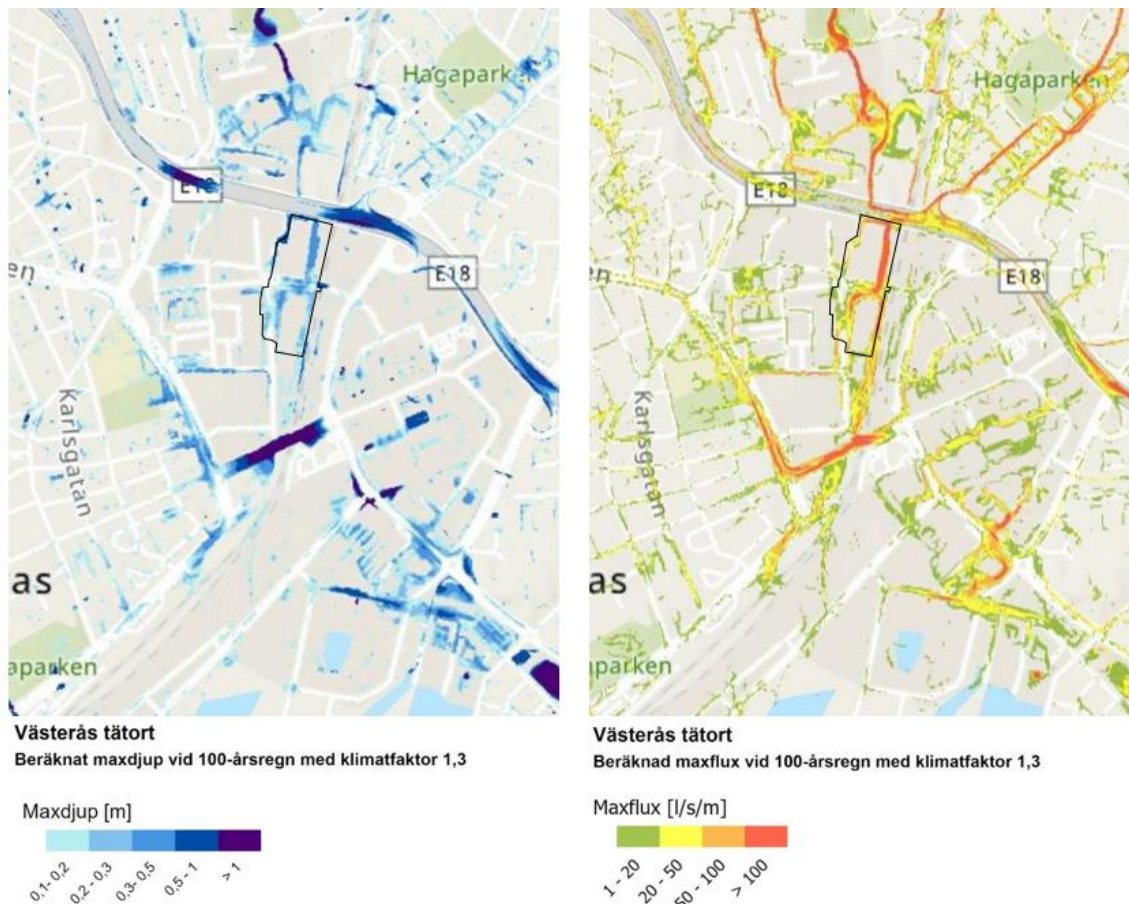 Hagaparken
E18
E18
en
Karlsgatan
as
aparken
Västerås tätort
Beräknat maxdjup vid 100-årsregn med klimatfaktor 1,3
Maxdjup [m]
0,1- 0,2
0,2 - 0,3
0,3- 0,5
0,5 - 1
> 1
Hagaparken
E18
E18
en
Karlsgatan
as
aparken
Västerås tätort
Beräknad maxflux vid 100-årsregn med klimatfaktor 1,3
Maxflux [l/s/m]
1 - 20
20 - 50
50 - 100
> 100